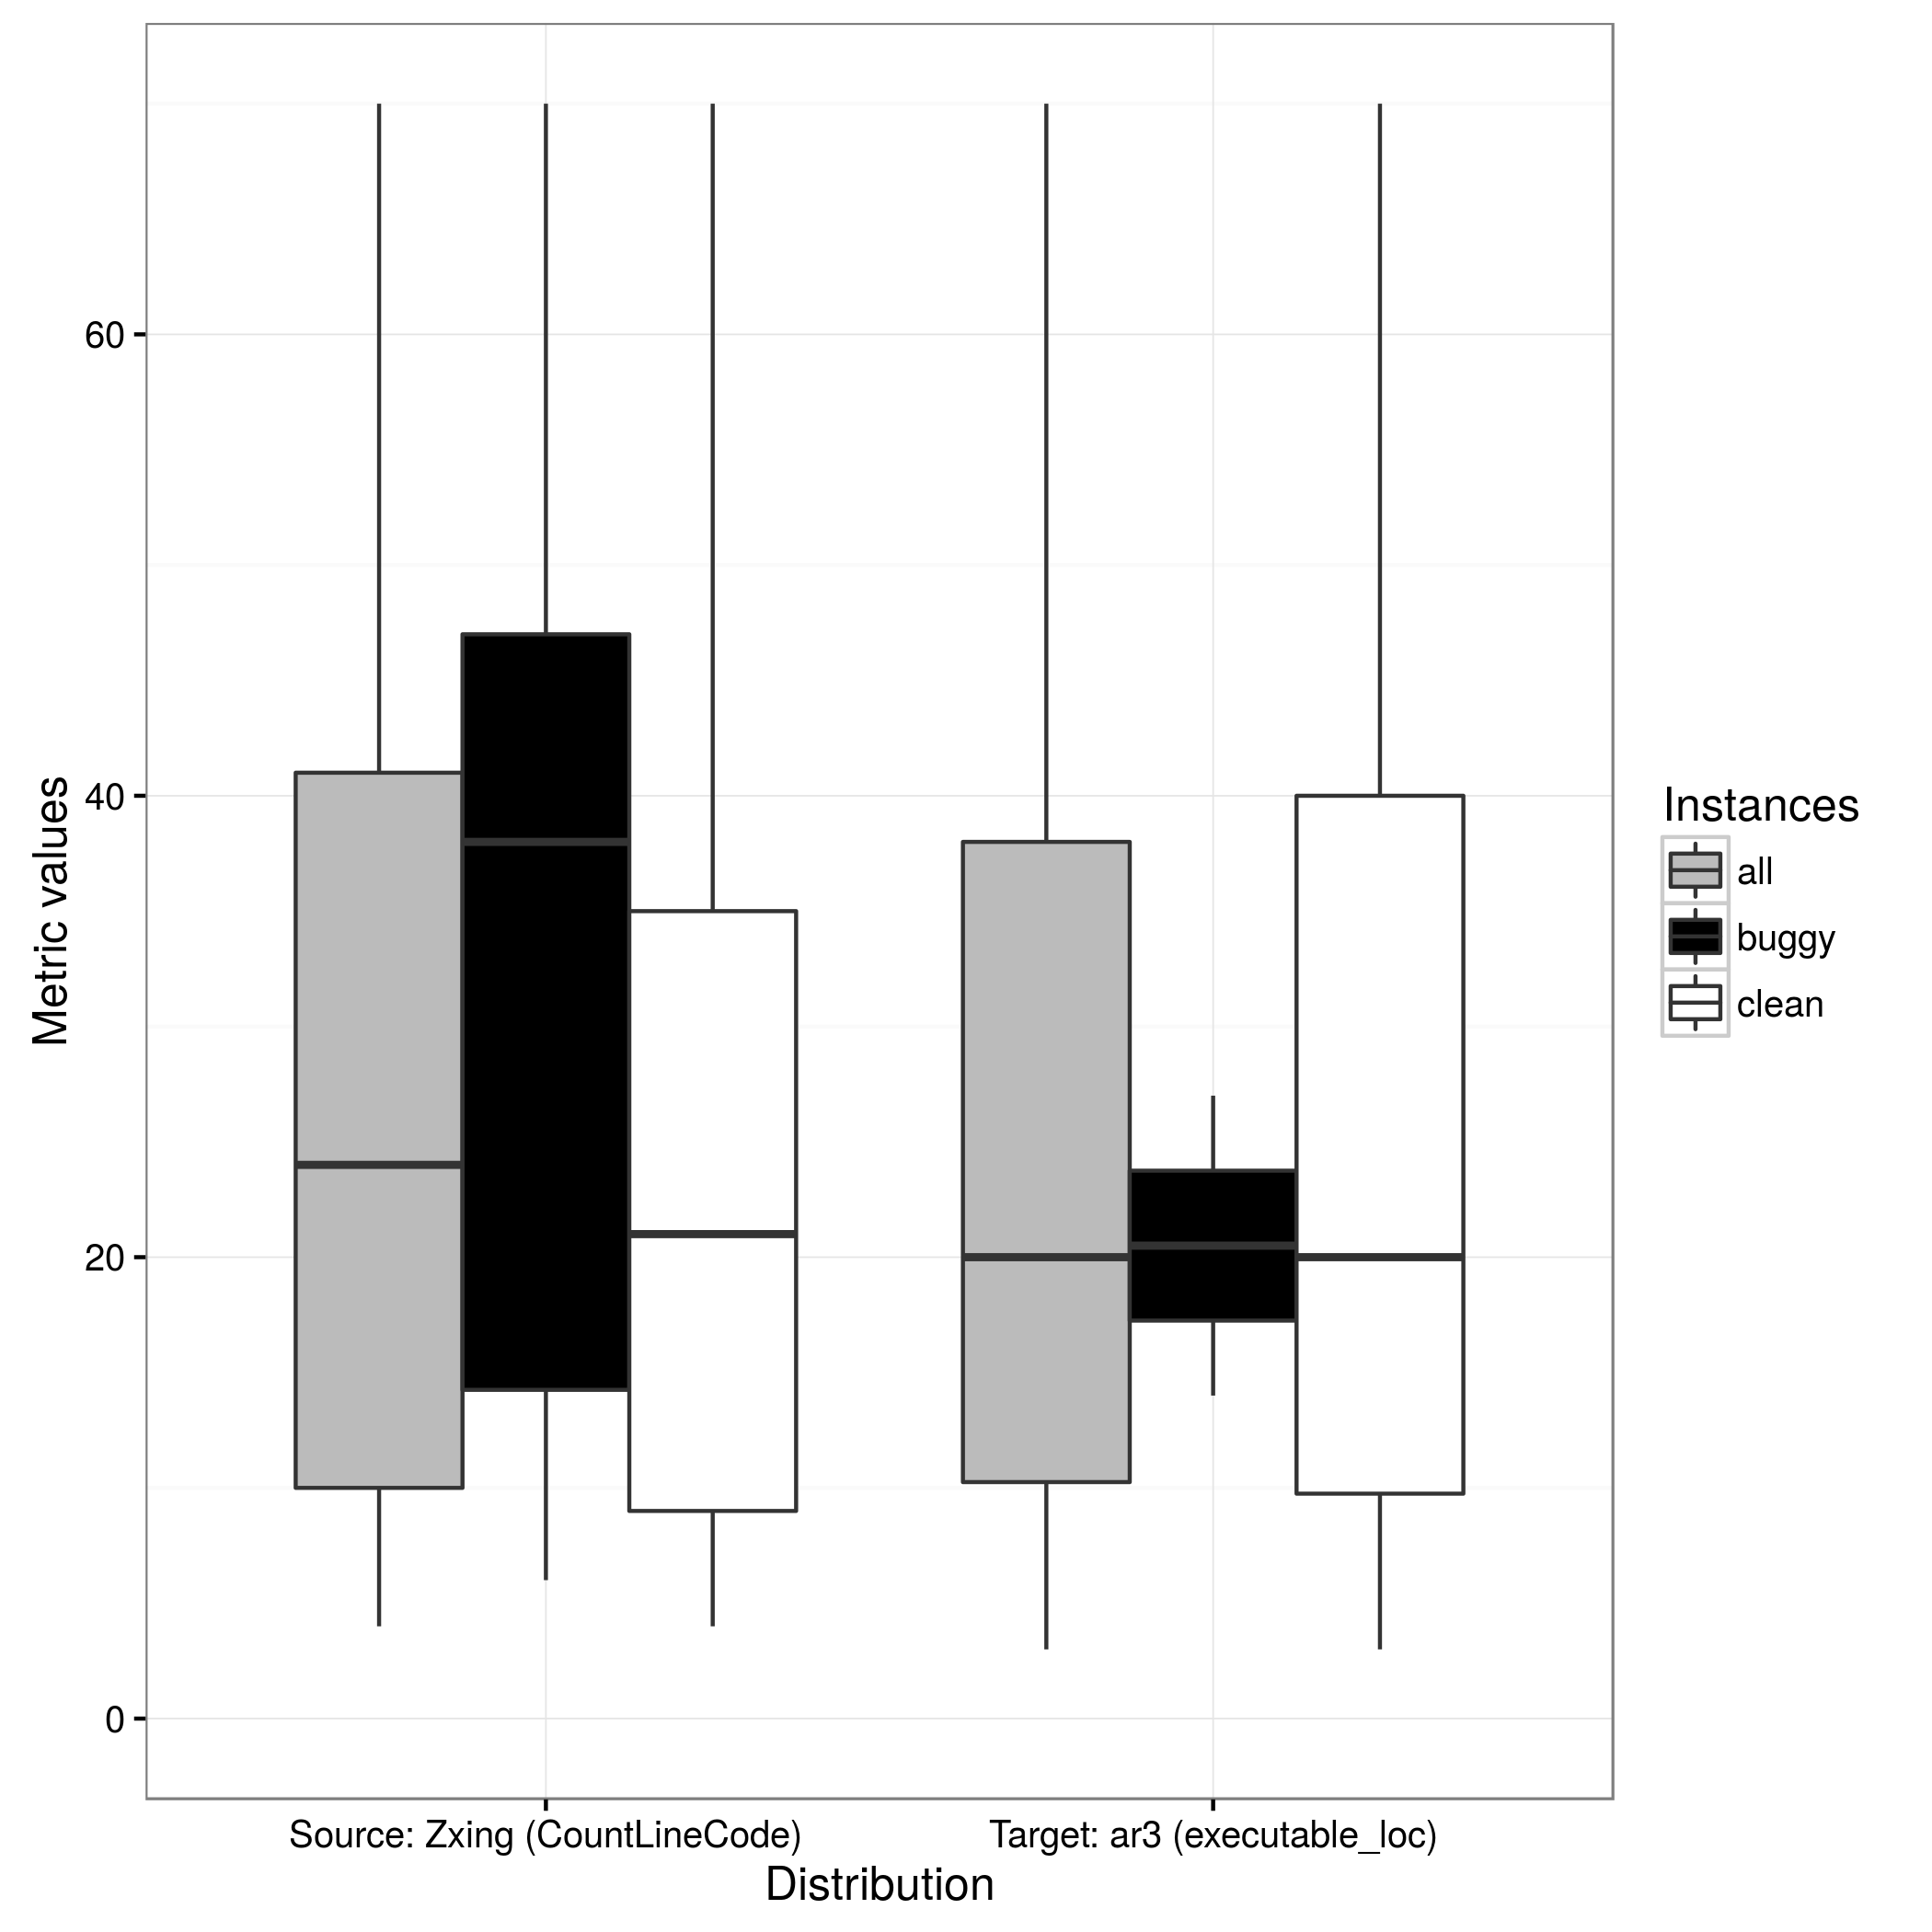 Metric values
60
40
20
0
Source: Zxing (CountLineCode)
Target: ar3 (executable_loc)
Distribution
Instances
all
buggy
clean